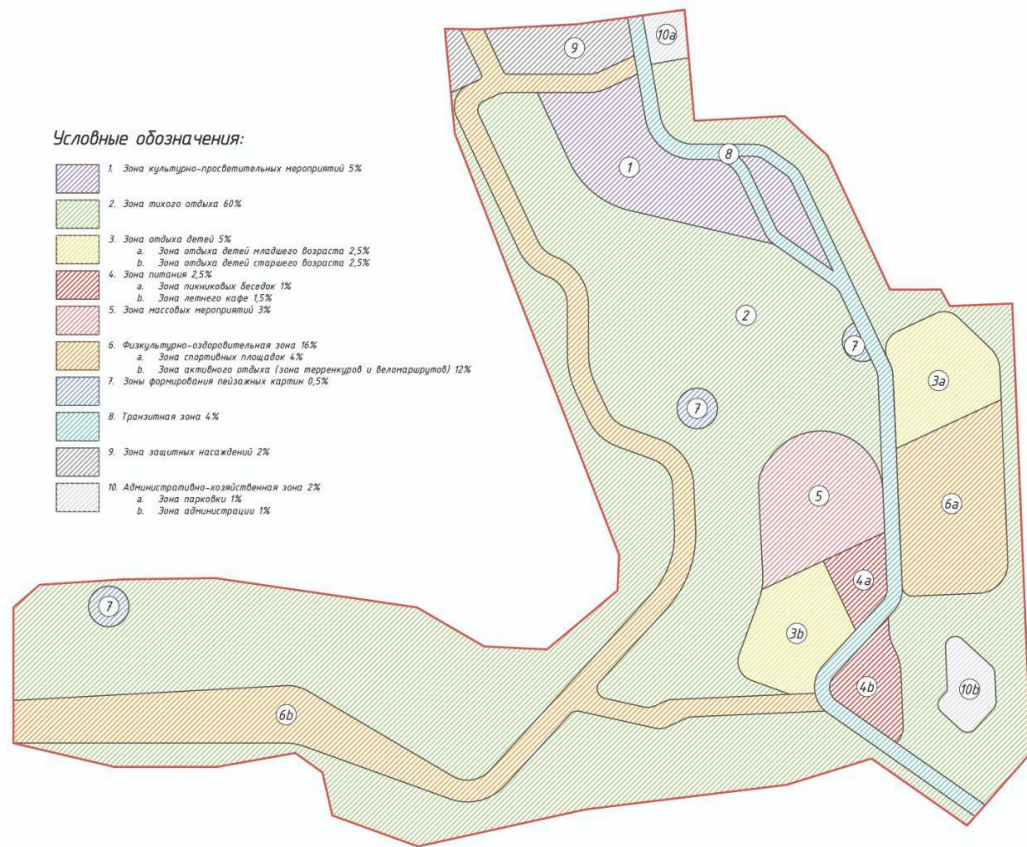 9
10a
Условные обозначения:
1. Зона культурно-просветительных мероприятий 5%
2. Зона тихого отдыха 60%
3. Зона отдыха детей 5%
a. Зона отдыха детей младшего возраста 2,5%
b. Зона отдыха детей старшего возраста 2,5%
4. Зона питания 2,5%
a. Зона пикниковых беседок 1%
b. Зона летнего кафе 1,5%
5. Зона массовых мероприятий 3%
6. Физкультурно-оздоровительная зона 16%
a. Зона спортивных площадок 4%
b. Зона активного отдыха (зона терренкуров и веломаршрутов) 12%
7. Зоны формирования пейзажных картин 0,5%
8. Транзитная зона 4%
9. Зона защитных насаждений 2%
10. Административно-хозяйственная зона 2%
a. Зона парковки 1%
b. Зона администрации 1%
8
1
2
7
3a
7
5
6a
4a
7
3b
4b
10b
6b